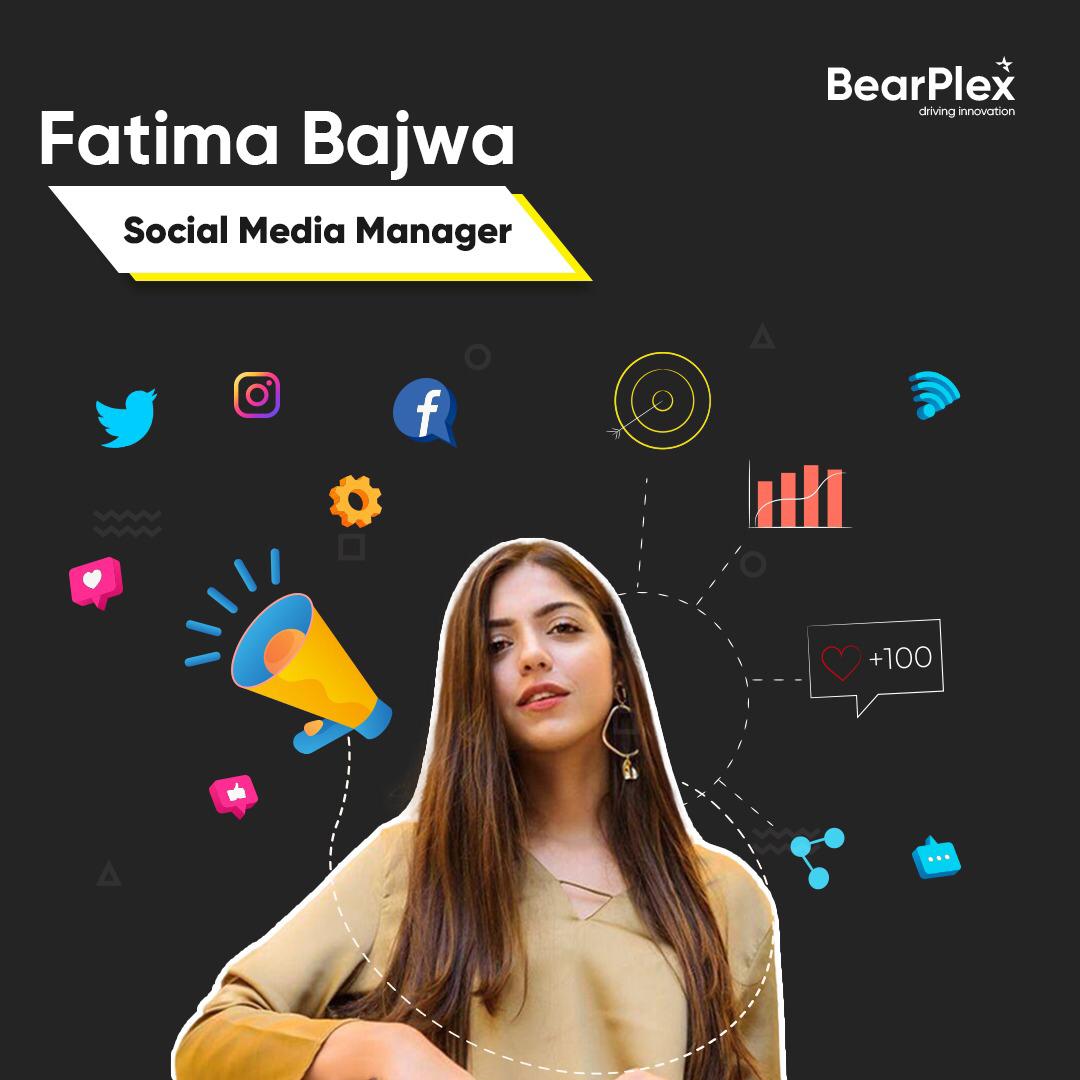 BearPlex
driving innovation
Fatima Bajwa
Social Media Manager
+100